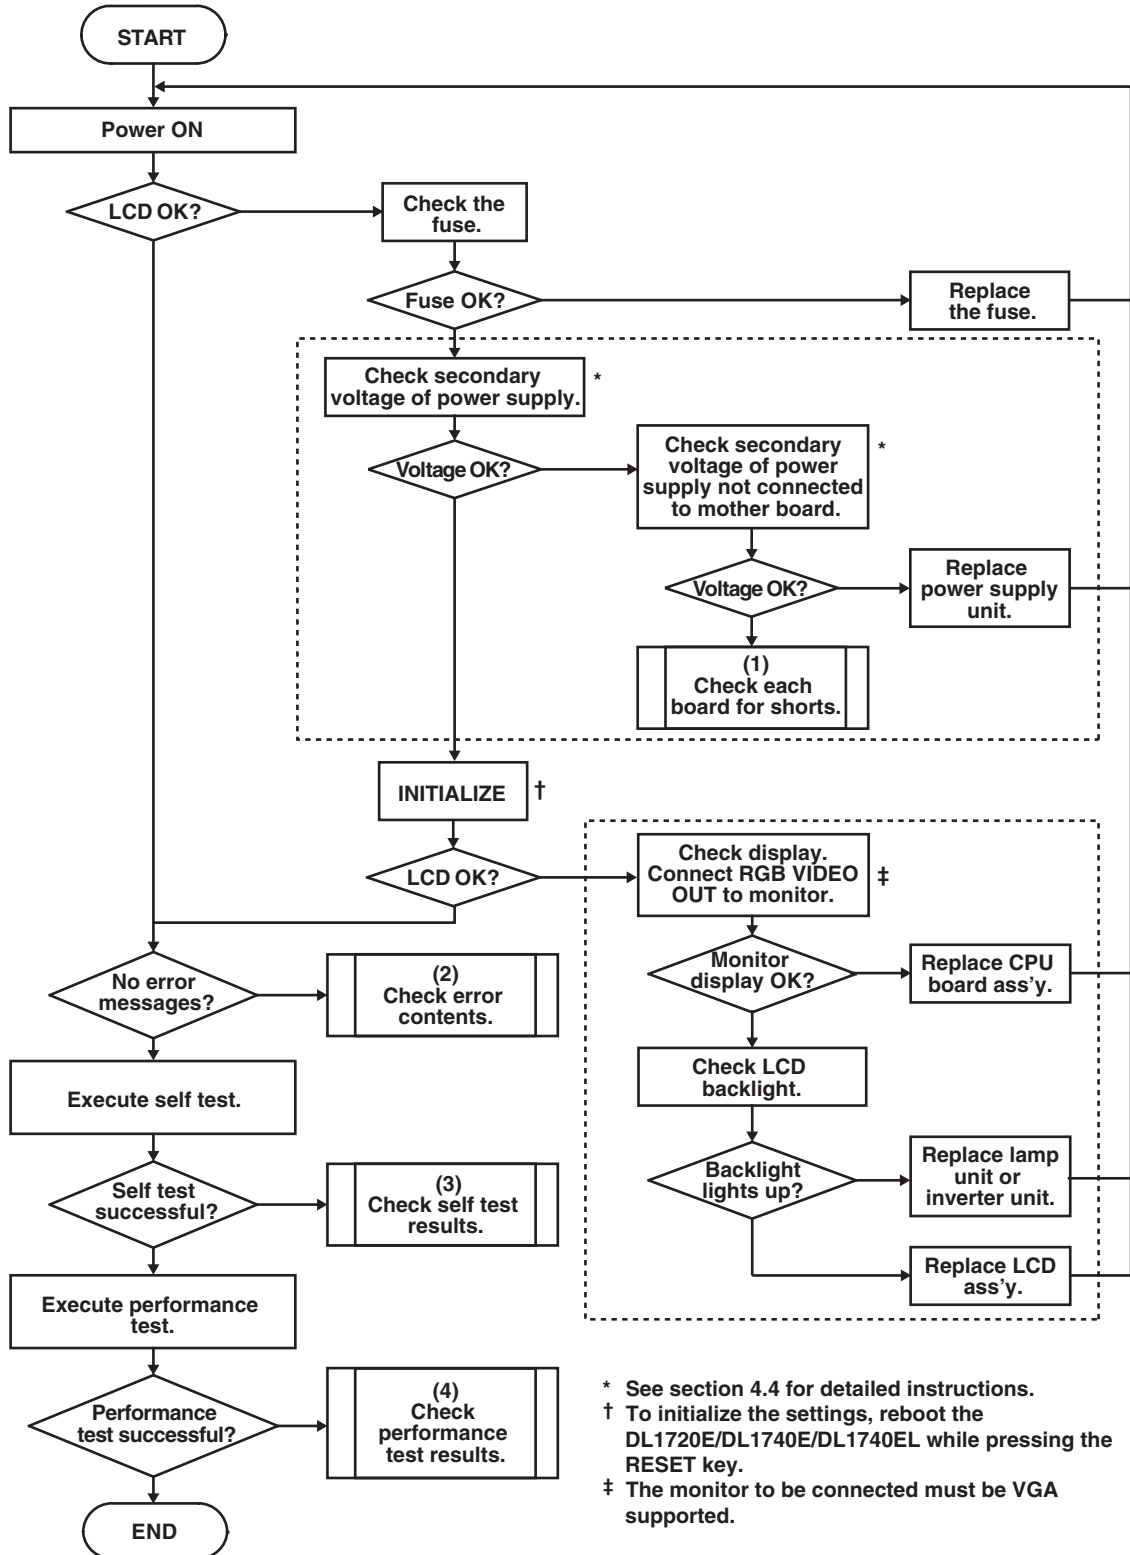 START
Power ON
LCD OK?
Check the
fuse.
Fuse OK?
Replace
the fuse.
Check secondary
voltage of power supply.
*
Voltage OK?
Check secondary
voltage of power
supply not connected
to mother board.
*
Voltage OK?
Replace
power supply
unit.
(1)
Check each
board for shorts.
INITIALIZE
†
LCD OK?
Check display.
Connect RGB VIDEO
OUT to monitor.
‡
Monitor
display OK?
Replace CPU
board ass'y.
No error
messages?
(2)
Check error
contents.
Check LCD
backlight.
Execute self test.
Backlight
lights up?
Replace lamp
unit or
inverter unit.
Self test
successful?
(3)
Check self test
results.
Replace LCD
ass'y.
Execute performance
test.
Performance
test successful?
(4)
Check
performance
test results.
END
* See section 4.4 for detailed instructions.
† To initialize the settings, reboot the
DL1720E/DL1740E/DL1740EL while pressing the
RESET key.
‡ The monitor to be connected must be VGA
supported.